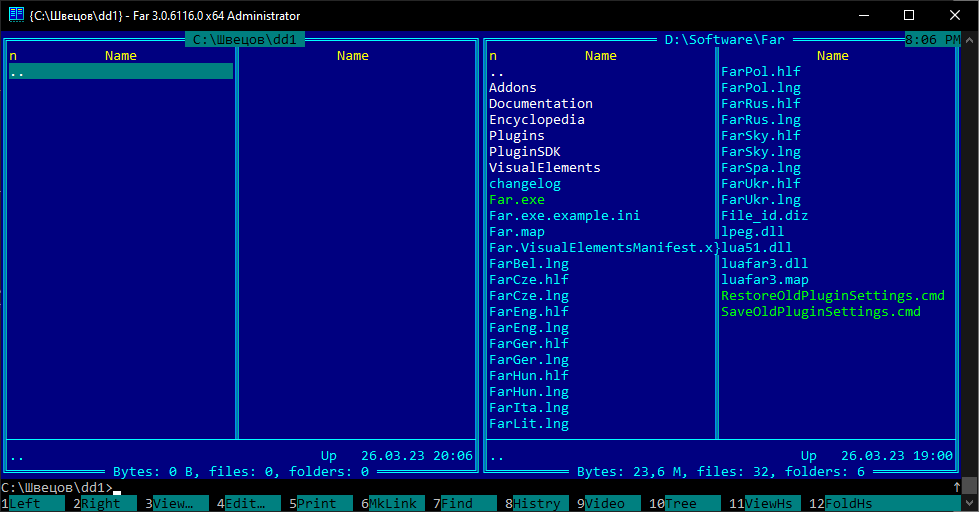 {C:\Швецов\dd1} - Far 3.0.6116.0 x64 Administrator
C:\Швецов\dd1
D:\Software\Far
8:06 PM
n Name Name
n Name Name
..
.. FarPol.hlf
Addons FarPol.lng
Documentation FarRus.hlf
Encyclopedia FarRus.lng
Plugins FarSky.hlf
PluginSDK FarSky.lng
VisualElements FarSpa.lng
changelog FarUkr.hlf
Far.exe FarUkr.lng
Far.exe.example.ini File_id.diz
Far.map lpeg.dll
Far.VisualElementsManifest.x} lua51.dll
FarBel.lng luafar3.dll
FarCze.hlf luafar3.map
FarCze.lng RestoreOldPluginSettings.cmd
FarEng.hlf SaveOldPluginSettings.cmd
FarEng.lng
FarGer.hlf
FarGer.lng
FarHun.hlf
FarHun.lng
FarIta.lng
FarLit.lng
.. Up 26.03.23 20:06
.. Up 26.03.23 19:00
Bytes: 0 B, files: 0, folders: 0
Bytes: 23,6 M, files: 32, folders: 6
C:\Швецов\dd1>
1Left 2Right 3View… 4Edit… 5Print 6MkLink 7Find 8Histry 9Video 10Tree 11ViewHs 12FoldHs